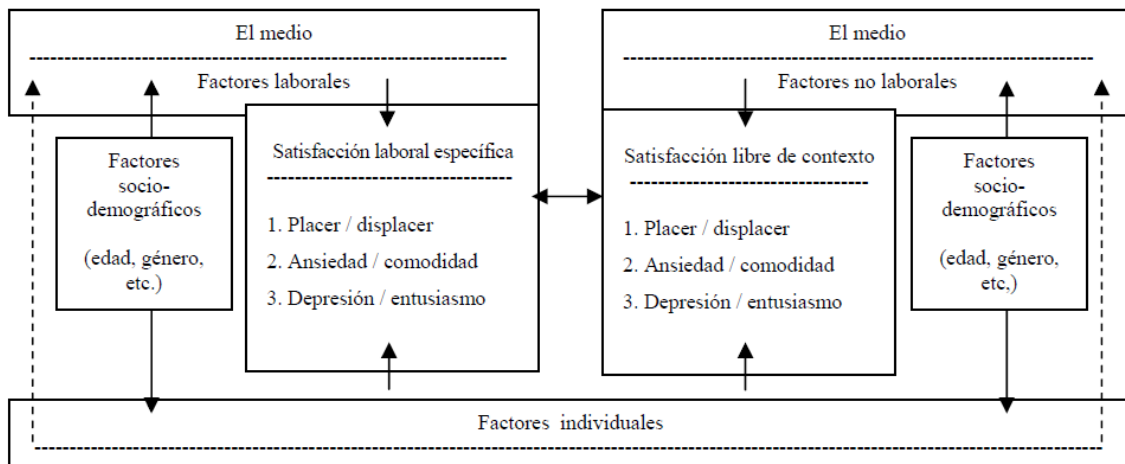 El medio
Factores laborales
Factores
socio-
demográficos
(edad, género,
etc.)
Satisfacción laboral específica
1. Placer / displacer
2. Ansiedad / comodidad
3. Depresión / entusiasmo
El medio
Factores no laborales
Satisfacción libre de contexto
1. Placer / displacer
2. Ansiedad / comodidad
3. Depresión / entusiasmo
Factores
socio-
demográficos
(edad, género,
etc,)
Factores individuales